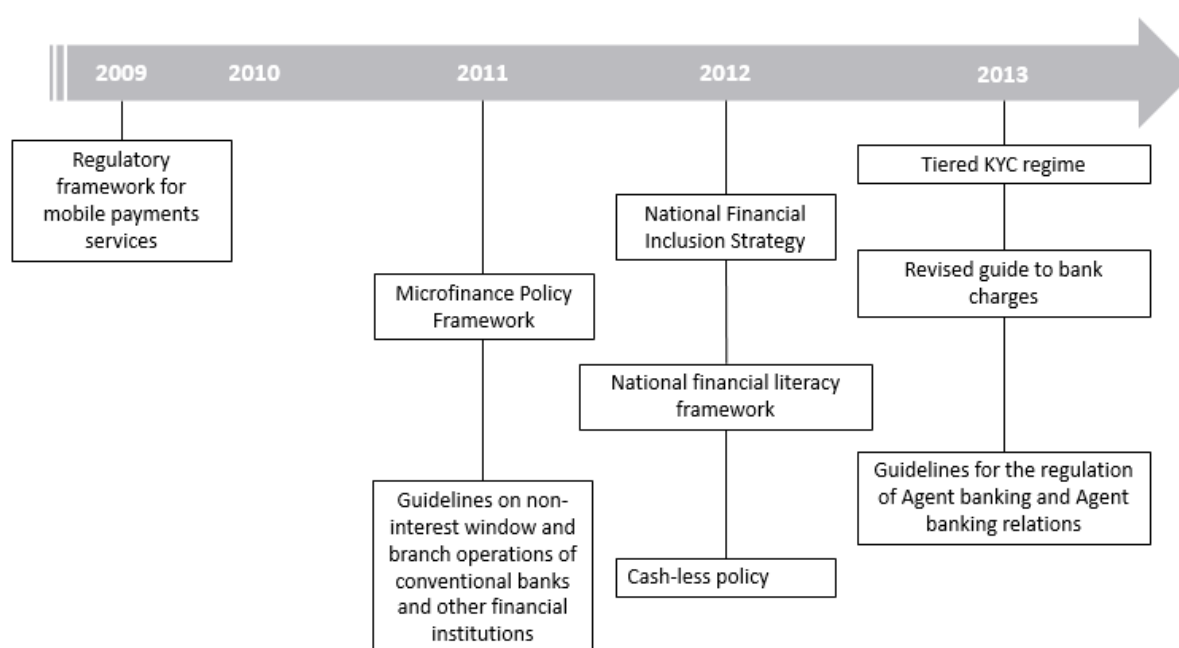 2009 2010 2011 2012 2013
Regulatory
framework for
mobile payments
services
Microfinance Policy
Framework
Guidelines on non-
interest window and
branch operations of
conventional banks
and other financial
institutions
National Financial
Inclusion Strategy
National financial literacy
framework
Cash-less policy
Tiered KYC regime
Revised guide to bank
charges
Guidelines for the regulation
of Agent banking and Agent
banking relations